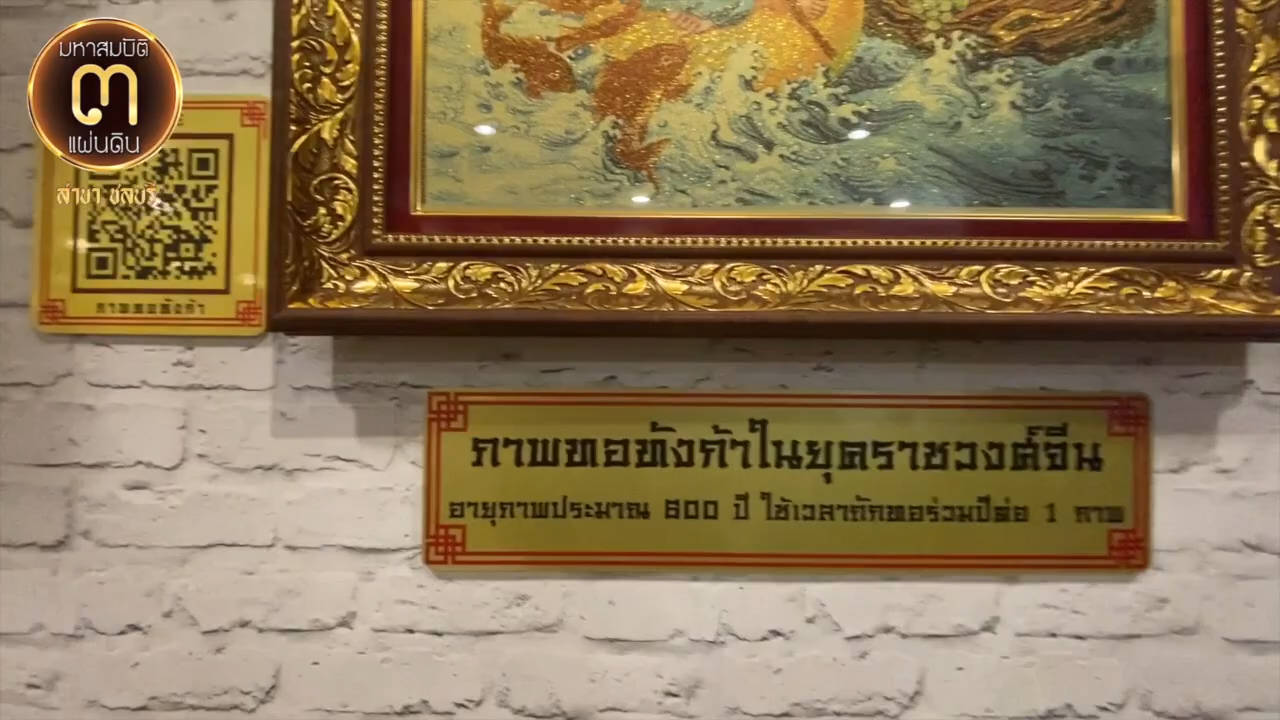 มหาสมบัติ
๓
แผ่นดิน
สาขา ชลบุรี
ภาพทอทังก้า
ภาพทอทังก้าในยุคราชวงศ์จีน
อายุภาพประมาณ 600 ปี ใช้เวลาถักทอร่วมปีต่อ 1 ภาพ